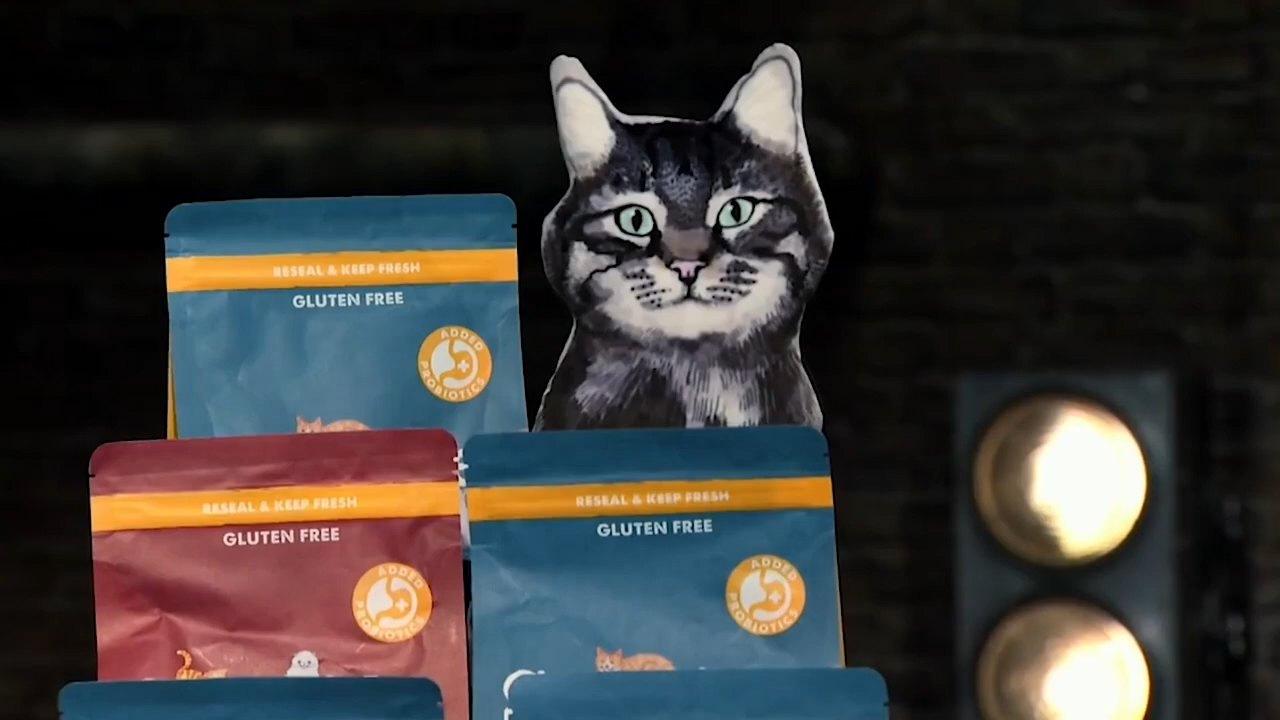 RESEAL & KEEP FRESH
GLUTEN FREE
ADDED
PROBIOTICS
RESEAL & KEEP FRESH
GLUTEN FREE
ADDED
PROBIOTICS
RESEAL & KEEP FRESH
GLUTEN FREE
ADDED
PROBIOTICS